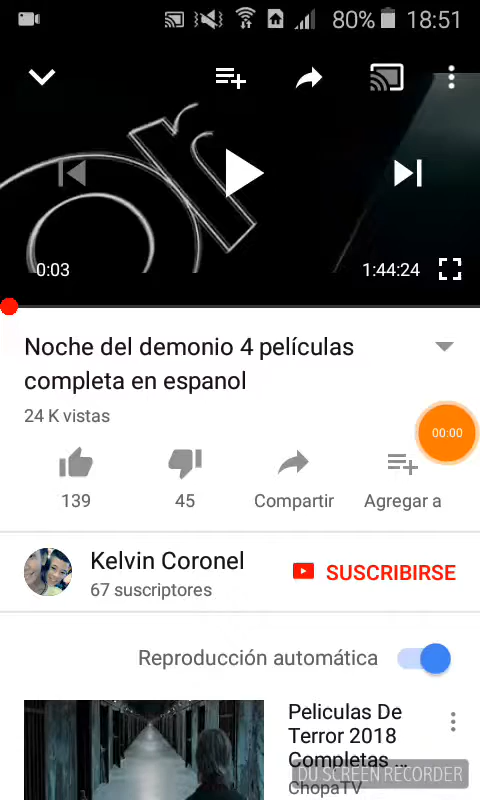 80% 18:51
or
0:03 1:44:24
Noche del demonio 4 películas
completa en espanol
24 K vistas
00:00
139 45 Compartir Agregar a
Kelvin Coronel
67 suscriptores
SUSCRIBIRSE
Reproducción automática
Peliculas De
Terror 2018
Completas ...
ChopaTV
DU SCREEN RECORDER